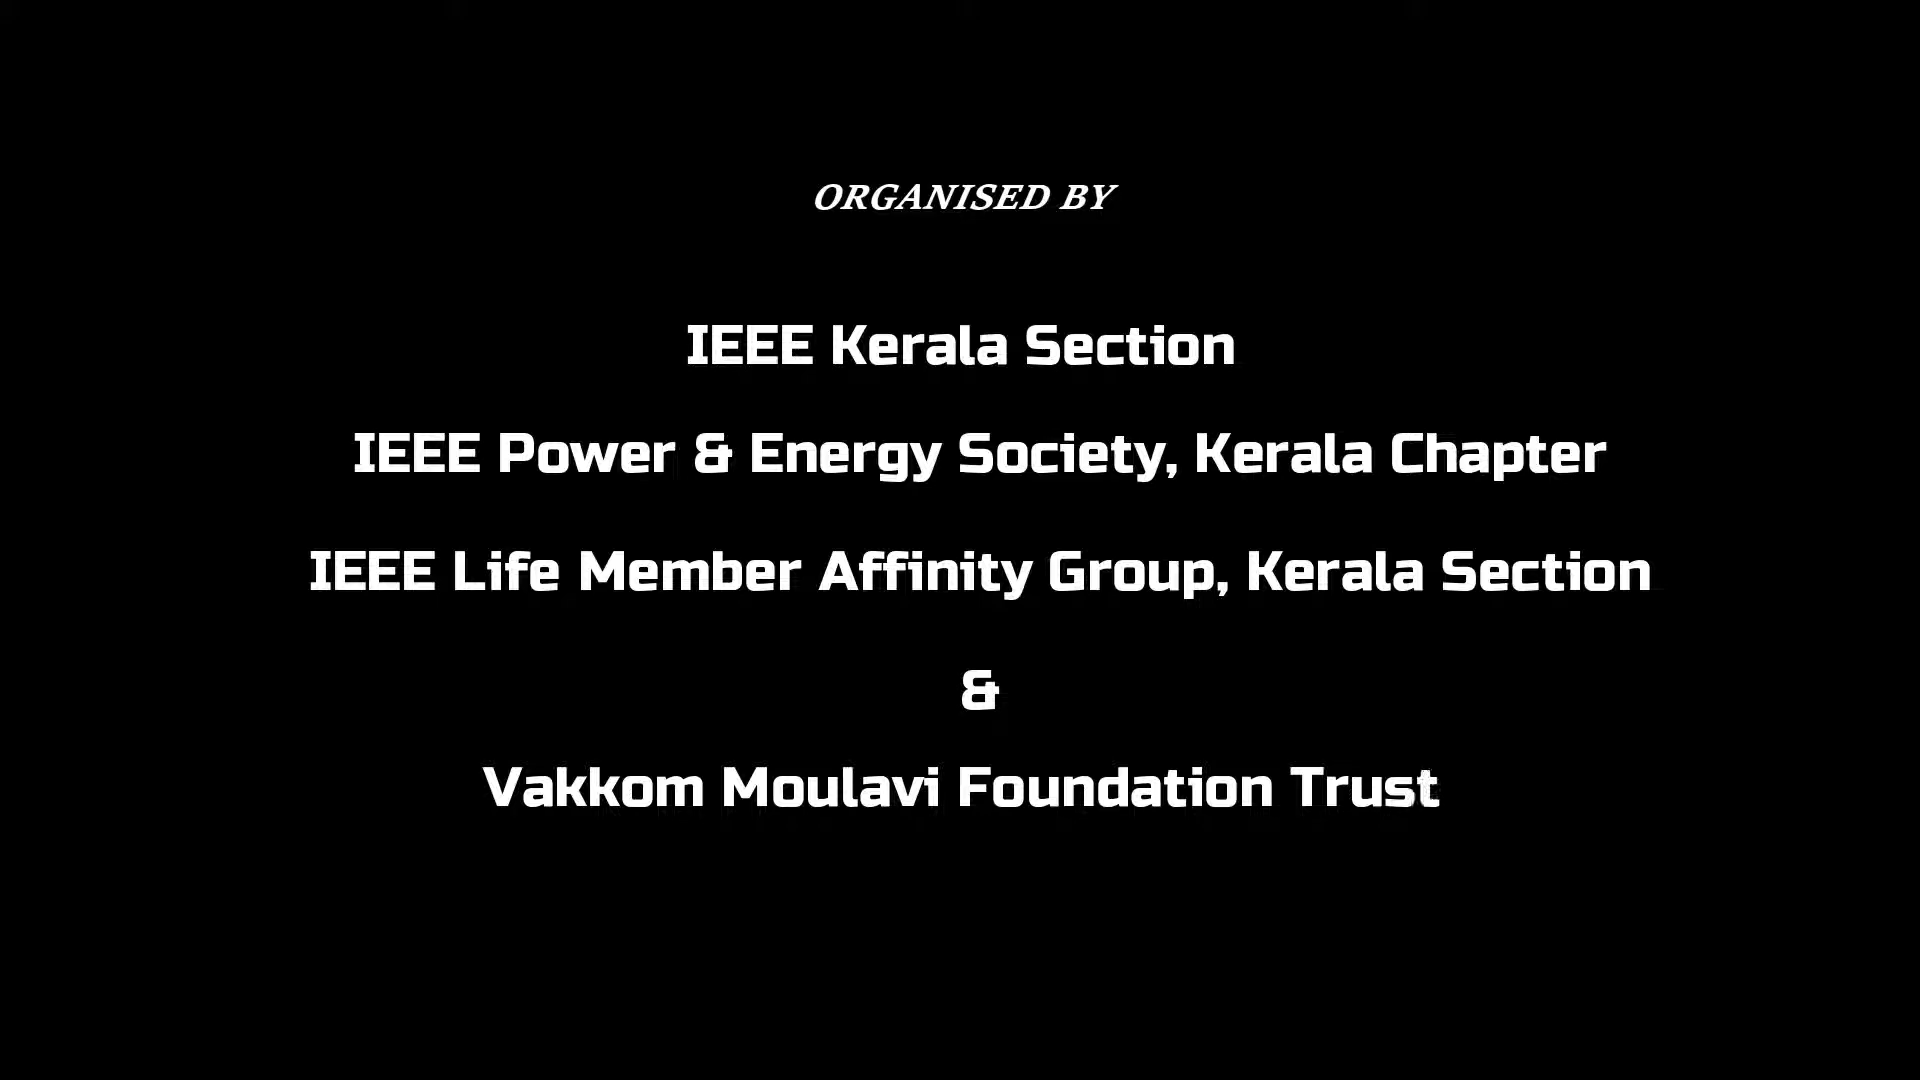 ORGANISED BY
IEEE Kerala Section
IEEE Power & Energy Society, Kerala Chapter
IEEE Life Member Affinity Group, Kerala Section
&
Vakkom Moulavi Foundation Trust